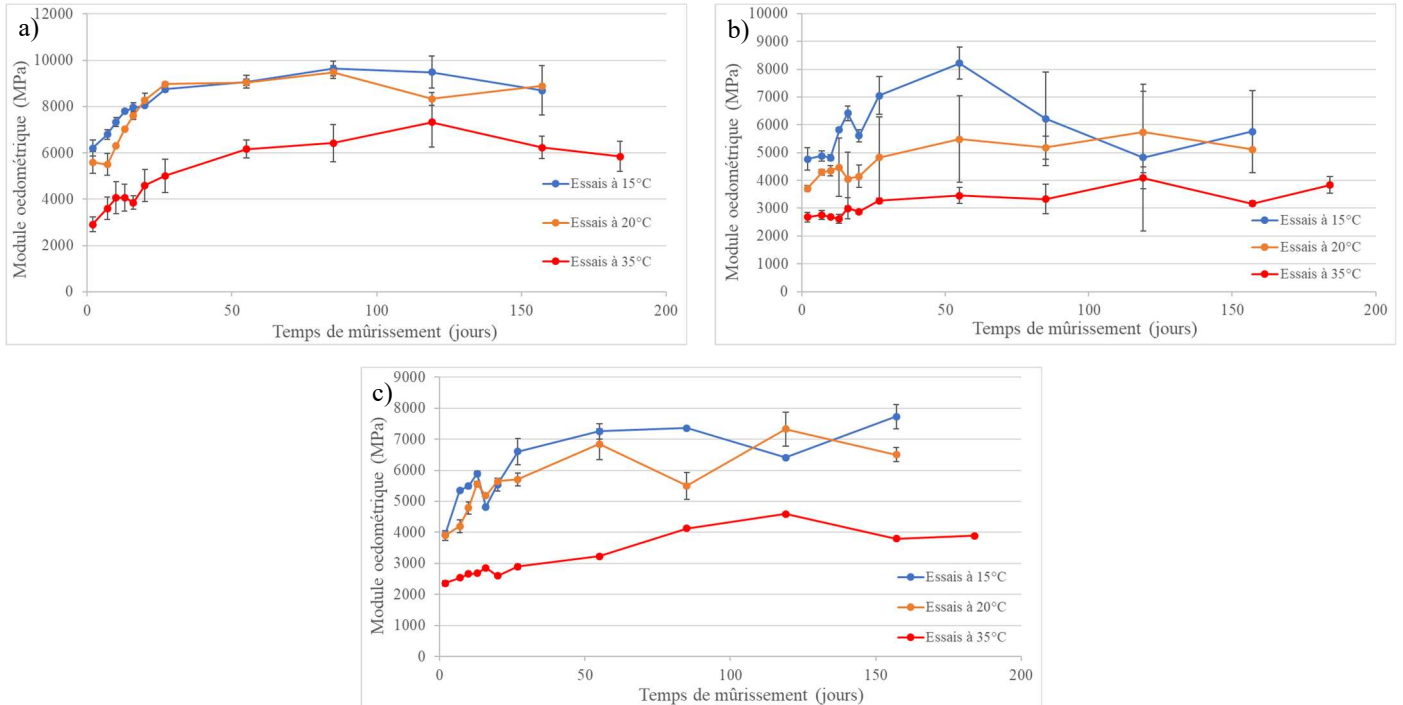 a)
Module oedométrique (MPa)
12000
10000
8000
6000
4000
2000
0
0 50 100 150 200
Temps de mûrissement (jours)
Essais à 15°C
Essais à 20°C
Essais à 35°C
b)
Module oedométrique (MPa)
10000
9000
8000
7000
6000
5000
4000
3000
2000
1000
0
0 50 100 150 200
Temps de mûrissement (jours)
Essais à 15°C
Essais à 20°C
Essais à 35°C
c)
Module oedométrique (MPa)
9000
8000
7000
6000
5000
4000
3000
2000
1000
0
0 50 100 150 200
Temps de mûrissement (jours)
Essais à 15°C
Essais à 20°C
Essais à 35°C